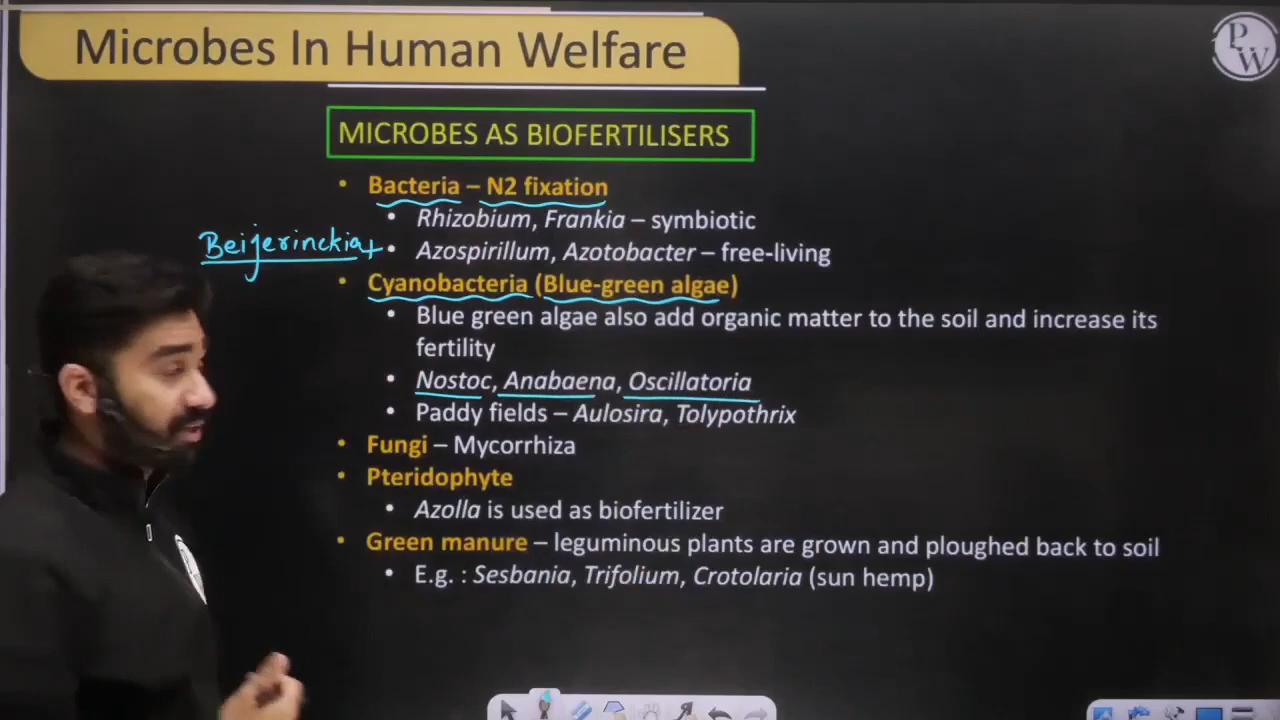 Microbes In Human Welfare
PW
MICROBES AS BIOFERTILISERS
• Bacteria – N2 fixation
• Rhizobium, Frankia – symbiotic
Beijerinckia + • Azospirillum, Azotobacter – free-living
• Cyanobacteria (Blue-green algae)
• Blue green algae also add organic matter to the soil and increase its
fertility
• Nostoc, Anabaena, Oscillatoria
• Paddy fields – Aulosira, Tolypothrix
• Fungi – Mycorrhiza
• Pteridophyte
• Azolla is used as biofertilizer
• Green manure – leguminous plants are grown and ploughed back to soil
• E.g. : Sesbania, Trifolium, Crotolaria (sun hemp)